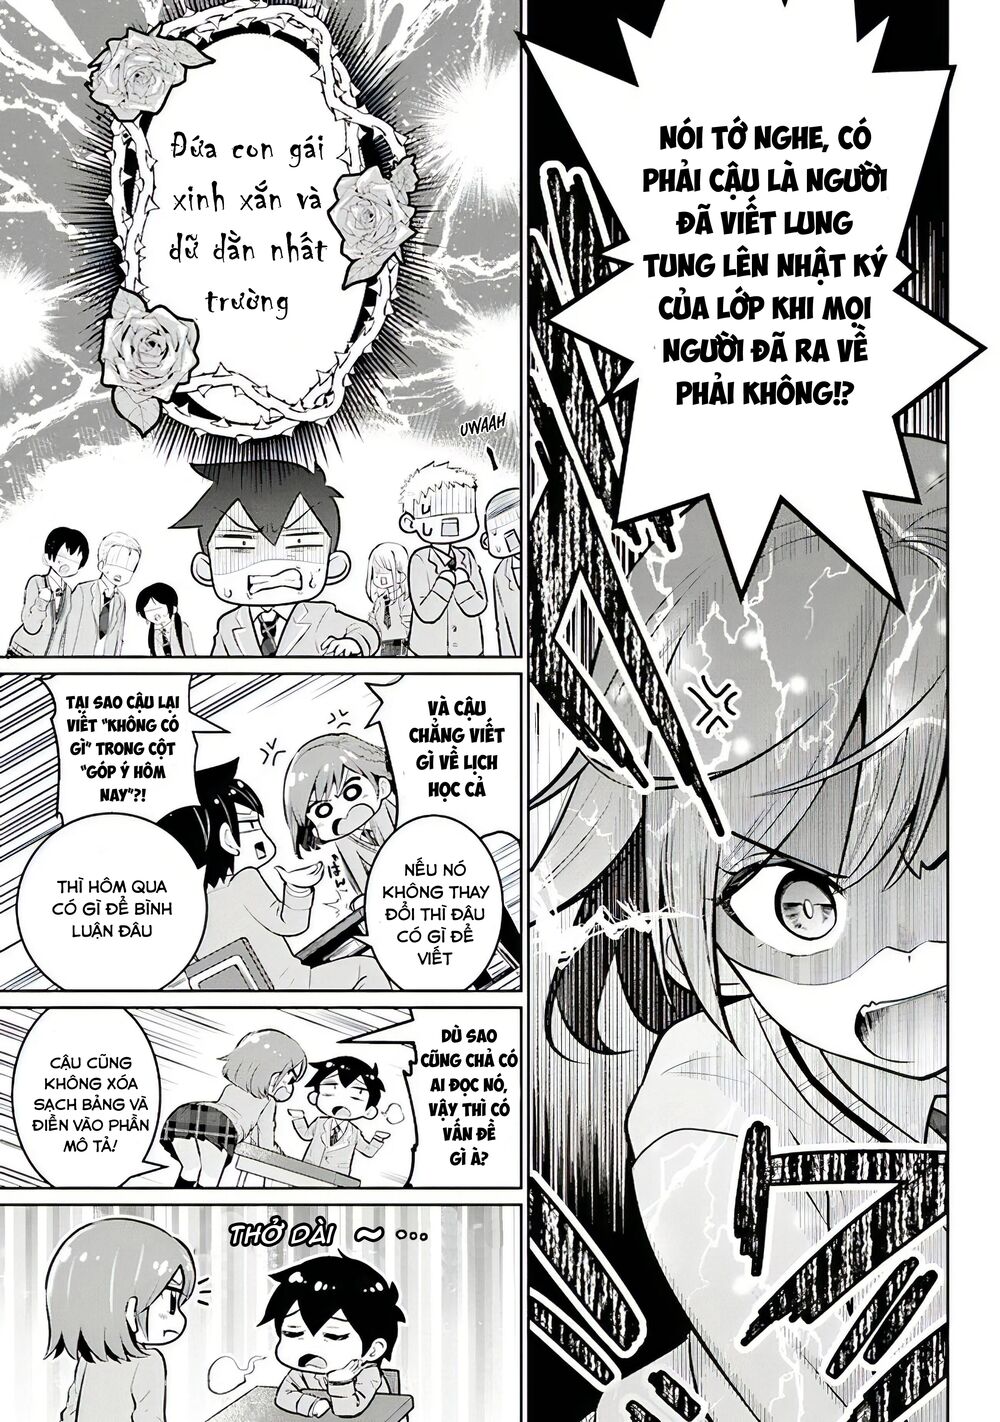 NÓI TỚ NGHE, CÓ
PHẢI CẬU LÀ NGƯỜI
ĐÃ VIẾT LUNG
TUNG LÊN NHẬT KÝ
CỦA LỚP KHI MỌI
NGƯỜI ĐÃ RA VỀ
PHẢI KHÔNG!?
Đứa con gái
xinh xắn và
dữ dằn nhất
trường
UWAAH
VÀ CẬU
CHẲNG VIẾT
GÌ VỀ LỊCH
HỌC CẢ
TẠI SAO CẬU LẠI
VIẾT "KHÔNG CÓ
GÌ" TRONG CỘT
"GÓP Ý HÔM
NAY"?!
NẾU NÓ
KHÔNG THAY
ĐỔI THÌ ĐÂU
CÓ GÌ ĐỂ
VIẾT
THÌ HÔM QUA
CÓ GÌ ĐỂ BÌNH
LUẬN ĐÂU
DÙ SAO
CŨNG CHẢ CÓ
AI ĐỌC NÓ,
VẬY THÌ CÓ
VẤN ĐỀ
GÌ À?
CẬU CŨNG
KHÔNG XÓA
SẠCH BẢNG VÀ
ĐIỀN VÀO PHẦN
MÔ TẢ!
THỞ DÀI ~ ...